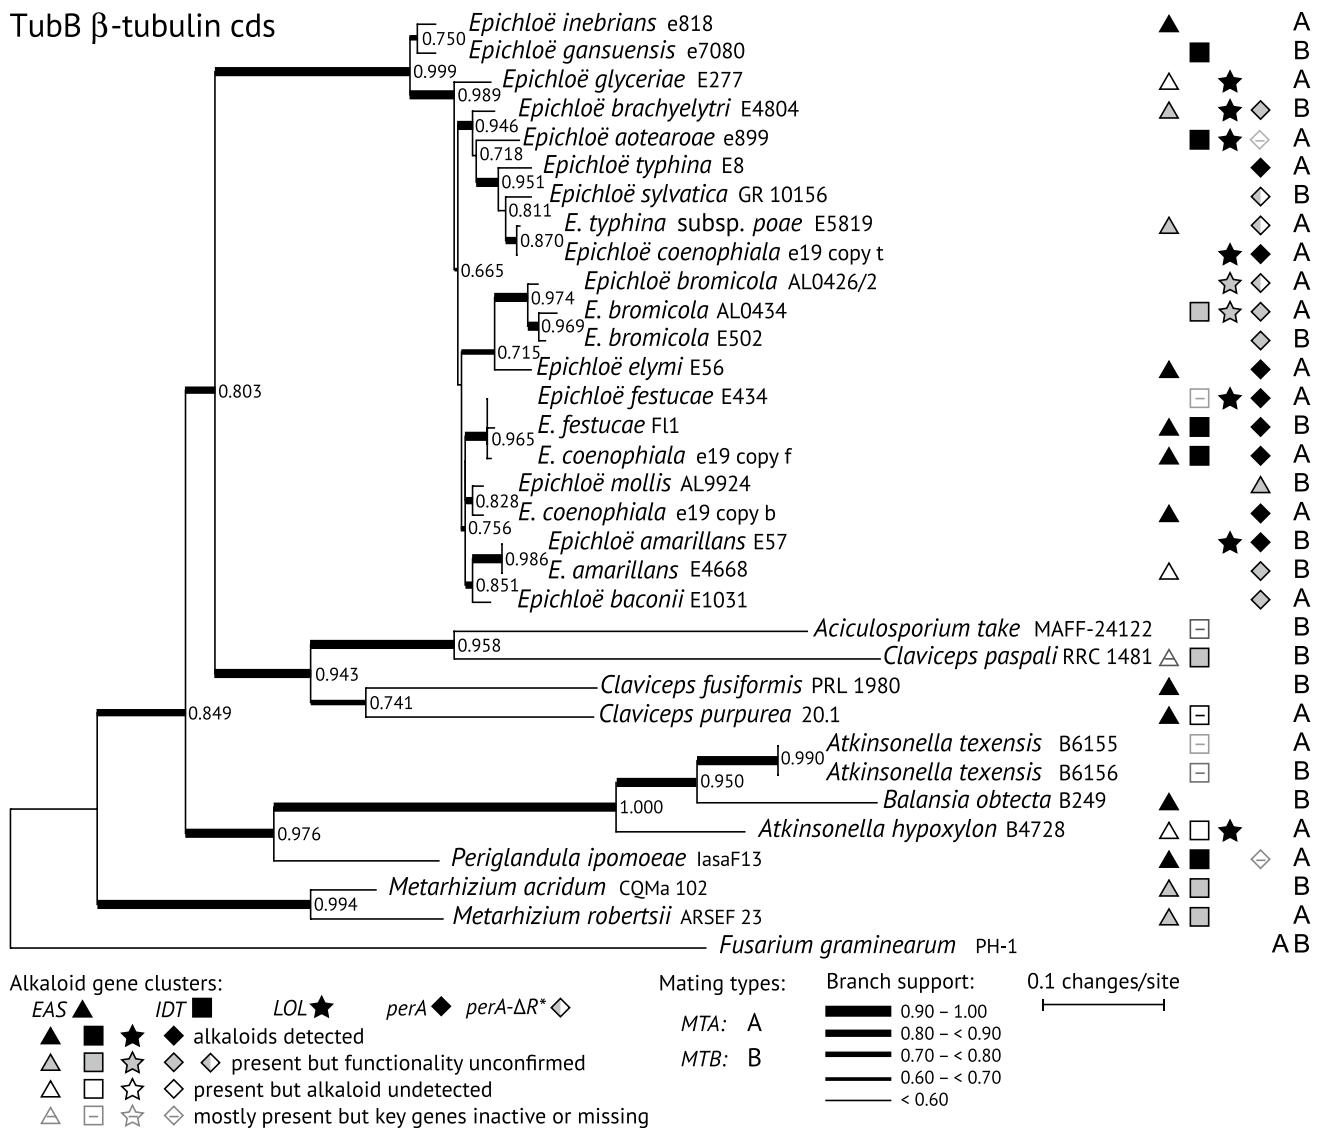 TubB β-tubulin cds
Epichloë inebrians e818 A
0.750
Epichloë gansuensis e7080 B
0.999
Epichloë glyceriae E277 A
0.989
Epichloë brachyelytri E4804 B
0.946
Epichloë aotearoae e899 A
0.718
Epichloë typhina E8 A
0.951
Epichloë sylvatica GR 10156 B
0.811
E. typhina subsp. poae E5819 A
0.870
Epichloë coenophiala e19 copy t A
0.665
Epichloë bromicola AL0426/2 A
0.974
E. bromicola AL0434 A
0.969
E. bromicola E502 B
0.715
Epichloë elymi E56 A
0.803
Epichloë festucae E434 A
E. festucae Fl1 B
0.965
E. coenophiala e19 copy f A
Epichloë mollis AL9924 B
0.828
E. coenophiala e19 copy b A
0.756
Epichloë amarillans E57 B
0.986
E. amarillans E4668 B
0.851
Epichloë baconii E1031 A
Aciculosporium take MAFF-24122 B
0.958
Claviceps paspali RRC 1481 B
0.943
Claviceps fusiformis PRL 1980 B
0.741
Claviceps purpurea 20.1 A
0.849
Atkinsonella texensis B6155 A
0.990
Atkinsonella texensis B6156 B
0.950
Balansia obtecta B249 B
1.000
Atkinsonella hypoxylon B4728 A
0.976
Periglandula ipomoeae IasaF13 A
Metarhizium acridum CQMa 102 B
0.994
Metarhizium robertsii ARSEF 23 A
Fusarium graminearum PH-1 A B
Alkaloid gene clusters:
EAS IDT LOL perA perA-ΔR*
alkaloids detected
present but functionality unconfirmed
present but alkaloid undetected
mostly present but key genes inactive or missing
Mating types:
MTA: A
MTB: B
Branch support:
0.90 – 1.00
0.80 – < 0.90
0.70 – < 0.80
0.60 – < 0.70
< 0.60
0.1 changes/site